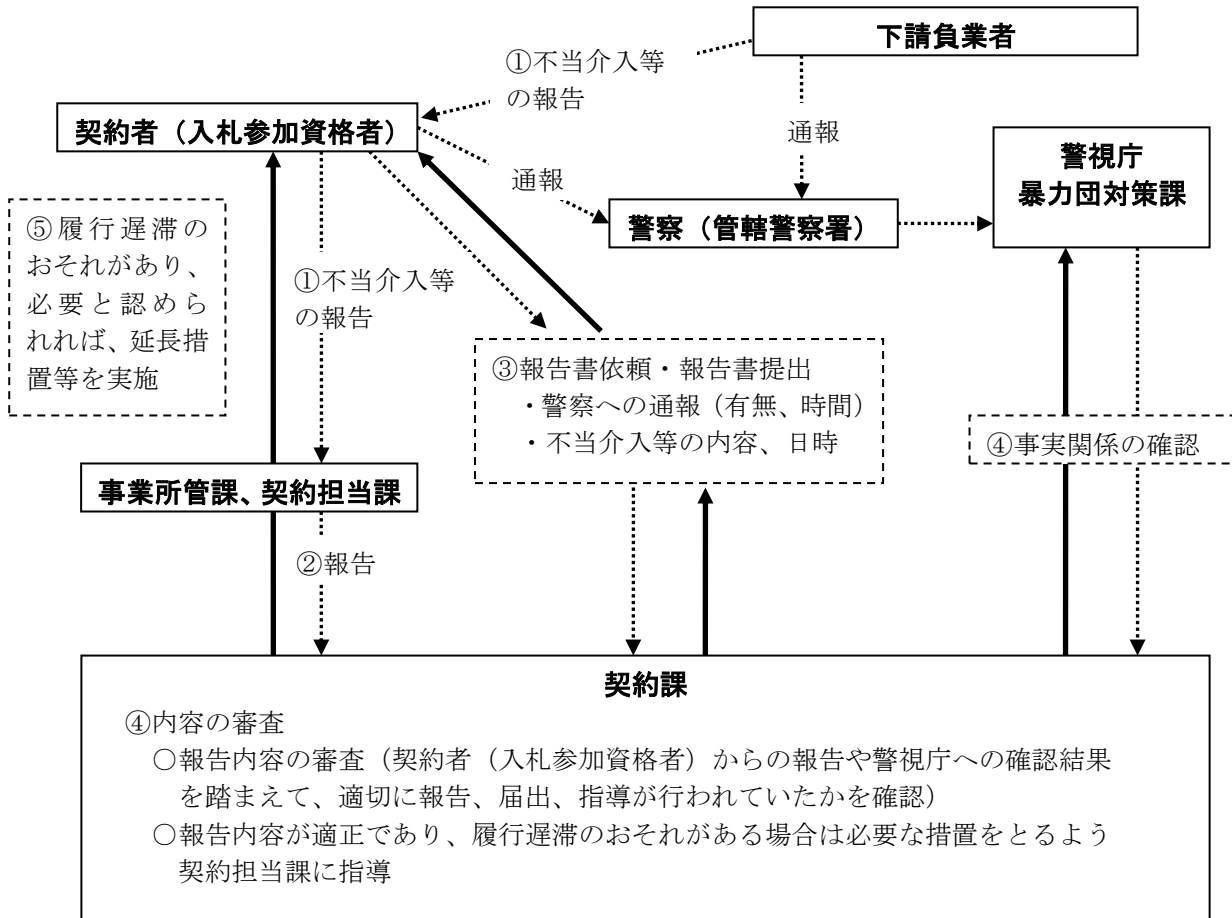 下請負業者
①不当介入等
の報告
契約者（入札参加資格者）
通報
通報
警視庁
暴力団対策課
警察（管轄警察署）
⑤履行遅滞の
おそれがあり、
必要と認めら
れれば、延長措
置等を実施
①不当介入等
の報告
③報告書依頼・報告書提出
・警察への通報（有無、時間）
・不当介入等の内容、日時
④事実関係の確認
事業所管課、契約担当課
②報告
契約課
④内容の審査
○報告内容の審査（契約者（入札参加資格者）からの報告や警視庁への確認結果
を踏まえて、適切に報告、届出、指導が行われていたかを確認）
○報告内容が適正であり、履行遅滞のおそれがある場合は必要な措置をとるよう
契約担当課に指導